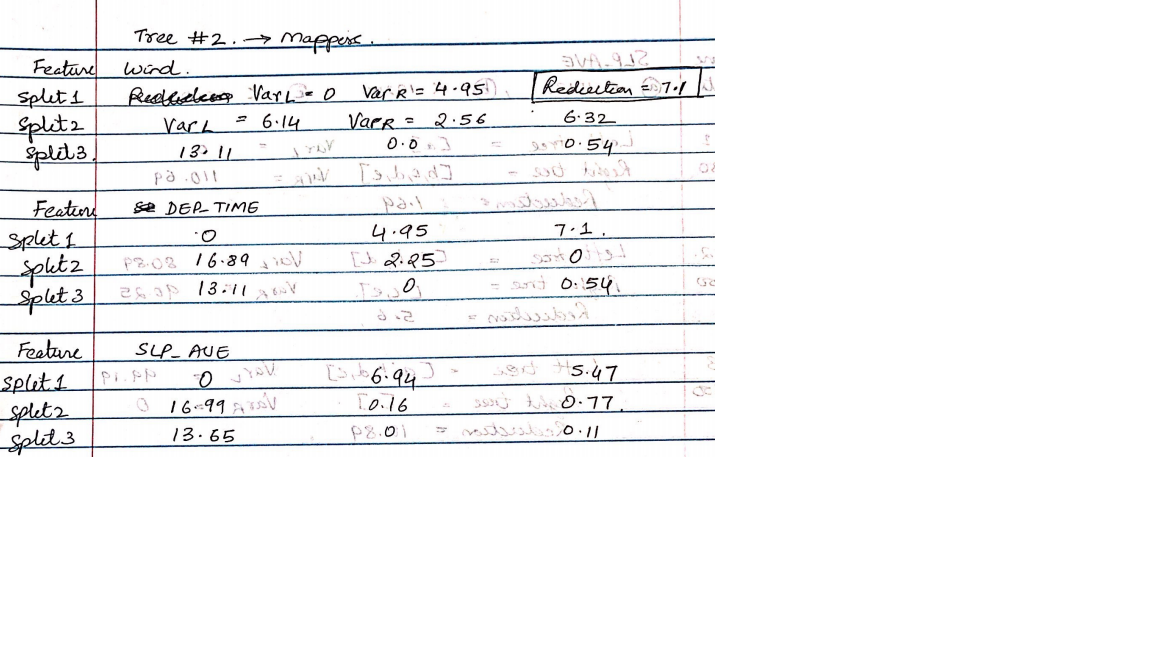 Tree #2. → Mappers.
Feature Wind.
Split 1 VarL = 0 VarR = 4.95 Reduction = 7.1
Split 2 VarL = 6.14 VarR = 2.56 6.32
Split 3. 13.11 0.0 0.54
Feature DEP_TIME
Split 1 0 4.95 7.1.
Split 2 16.89 2.25 0
Split 3 13.11 0 0.54
Feature SLP_AVE
Split 1 0 6.94 5.47
Split 2 16.99 0.16 0.77
Split 3 13.65 0 0.11